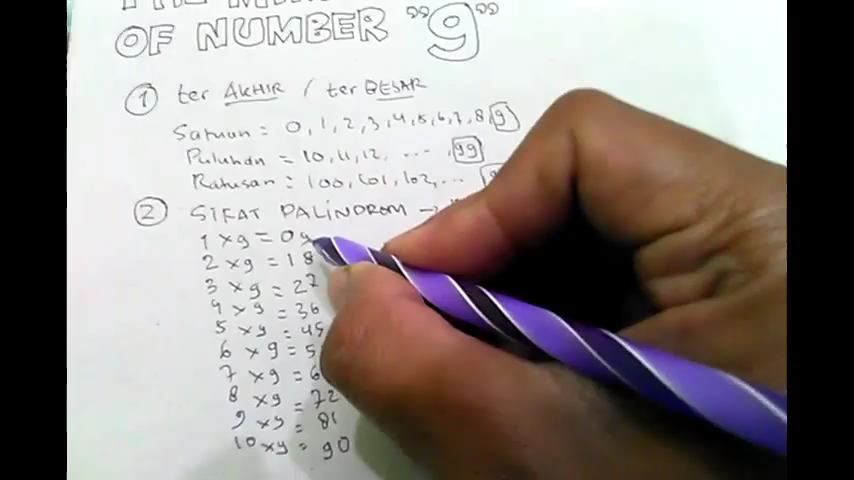 OF NUMBER "9"
1 ter AKHIR / ter BESAR
Satuan = 0, 1, 2, 3, 4, 5, 6, 7, 8, 9
Puluhan = 10, 11, 12, ... , 99
Ratusan = 100, 101, 102, ...
2 SIFAT PALINDROM →
1 x 9 = 09
2 x 9 = 18
3 x 9 = 27
4 x 9 = 36
5 x 9 = 45
6 x 9 = 5
7 x 9 = 6
8 x 9 = 72
9 x 9 = 81
10 x 9 = 90